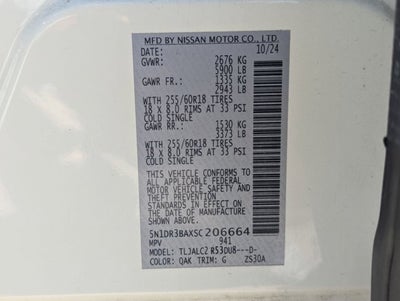 MFD BY NISSAN MOTOR CO., LTD.
DATE: 10/24
GVWR: 2676 KG
5900 LB
GAWR FR.: 1335 KG
2943 LB
WITH 255/60R18 TIRES
18 X 8.0 RIMS AT 33 PSI
COLD SINGLE
GAWR RR.: 1530 KG
3373 LB
WITH 255/60R18 TIRES
18 X 8.0 RIMS AT 33 PSI
COLD SINGLE
THIS VEHICLE CONFORMS TO ALL
APPLICABLE FEDERAL MOTOR
VEHICLE SAFETY AND THEFT
PREVENTION STANDARDS IN
EFFECT ON THE DATE OF
MANUFACTURE SHOWN ABOVE.
5N1DR3BAXSC206664
MPV 941
MODEL: TLJALC2 R53DU8---D-
COLOR: QAK TRIM: G ZS30A